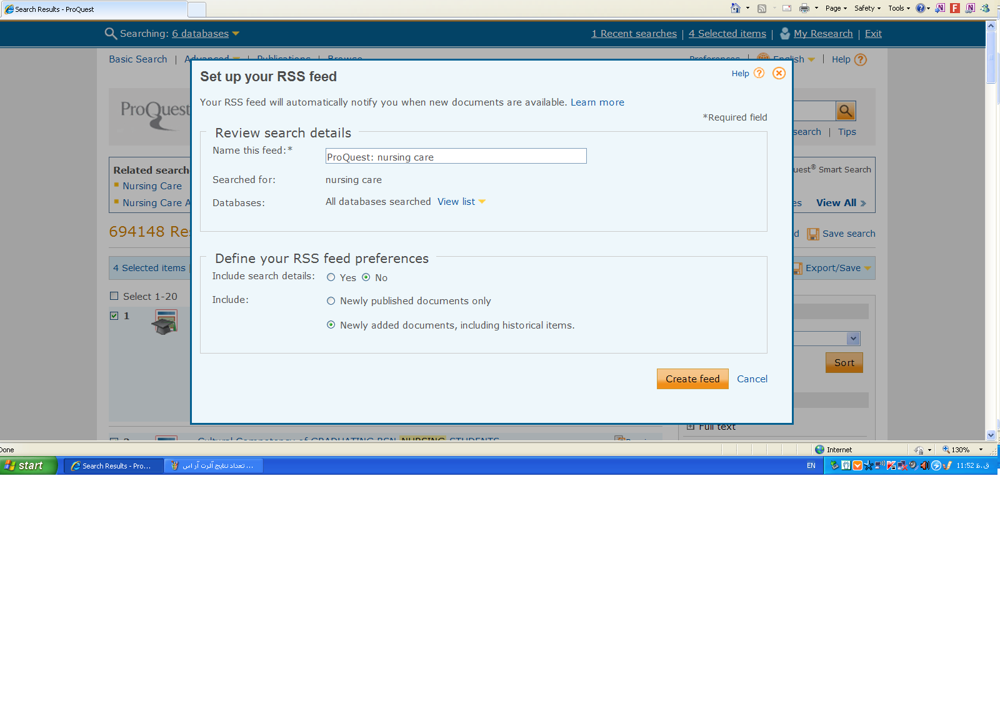 Search Results - ProQuest
Page
Safety
Tools
Searching: 6 databases
1 Recent searches | 4 Selected items | My Research | Exit
Basic Search | Advanced | Publications | Browse
Preferences | English | Help ?
Set up your RSS feed
Help ?
Your RSS feed will automatically notify you when new documents are available. Learn more
*Required field
ProQuest
search | Tips
Review search details
Name this feed:*
ProQuest: nursing care
Searched for: nursing care
Databases: All databases searched View list
Related search
uest® Smart Search
Nursing Care
Nursing Care A
es View All »
694148 Res
d Save search
Define your RSS feed preferences
4 Selected items
Export/Save
Include search details: Yes No
Select 1-20
Include: Newly published documents only
1
Newly added documents, including historical items.
Sort
Create feed Cancel
Full text
NURSING STUDENTS
Done
Internet
130%
start
Search Results - Pro...
تعداد نتایج آلرت آر اس ...
EN
11:52 ق.ظ